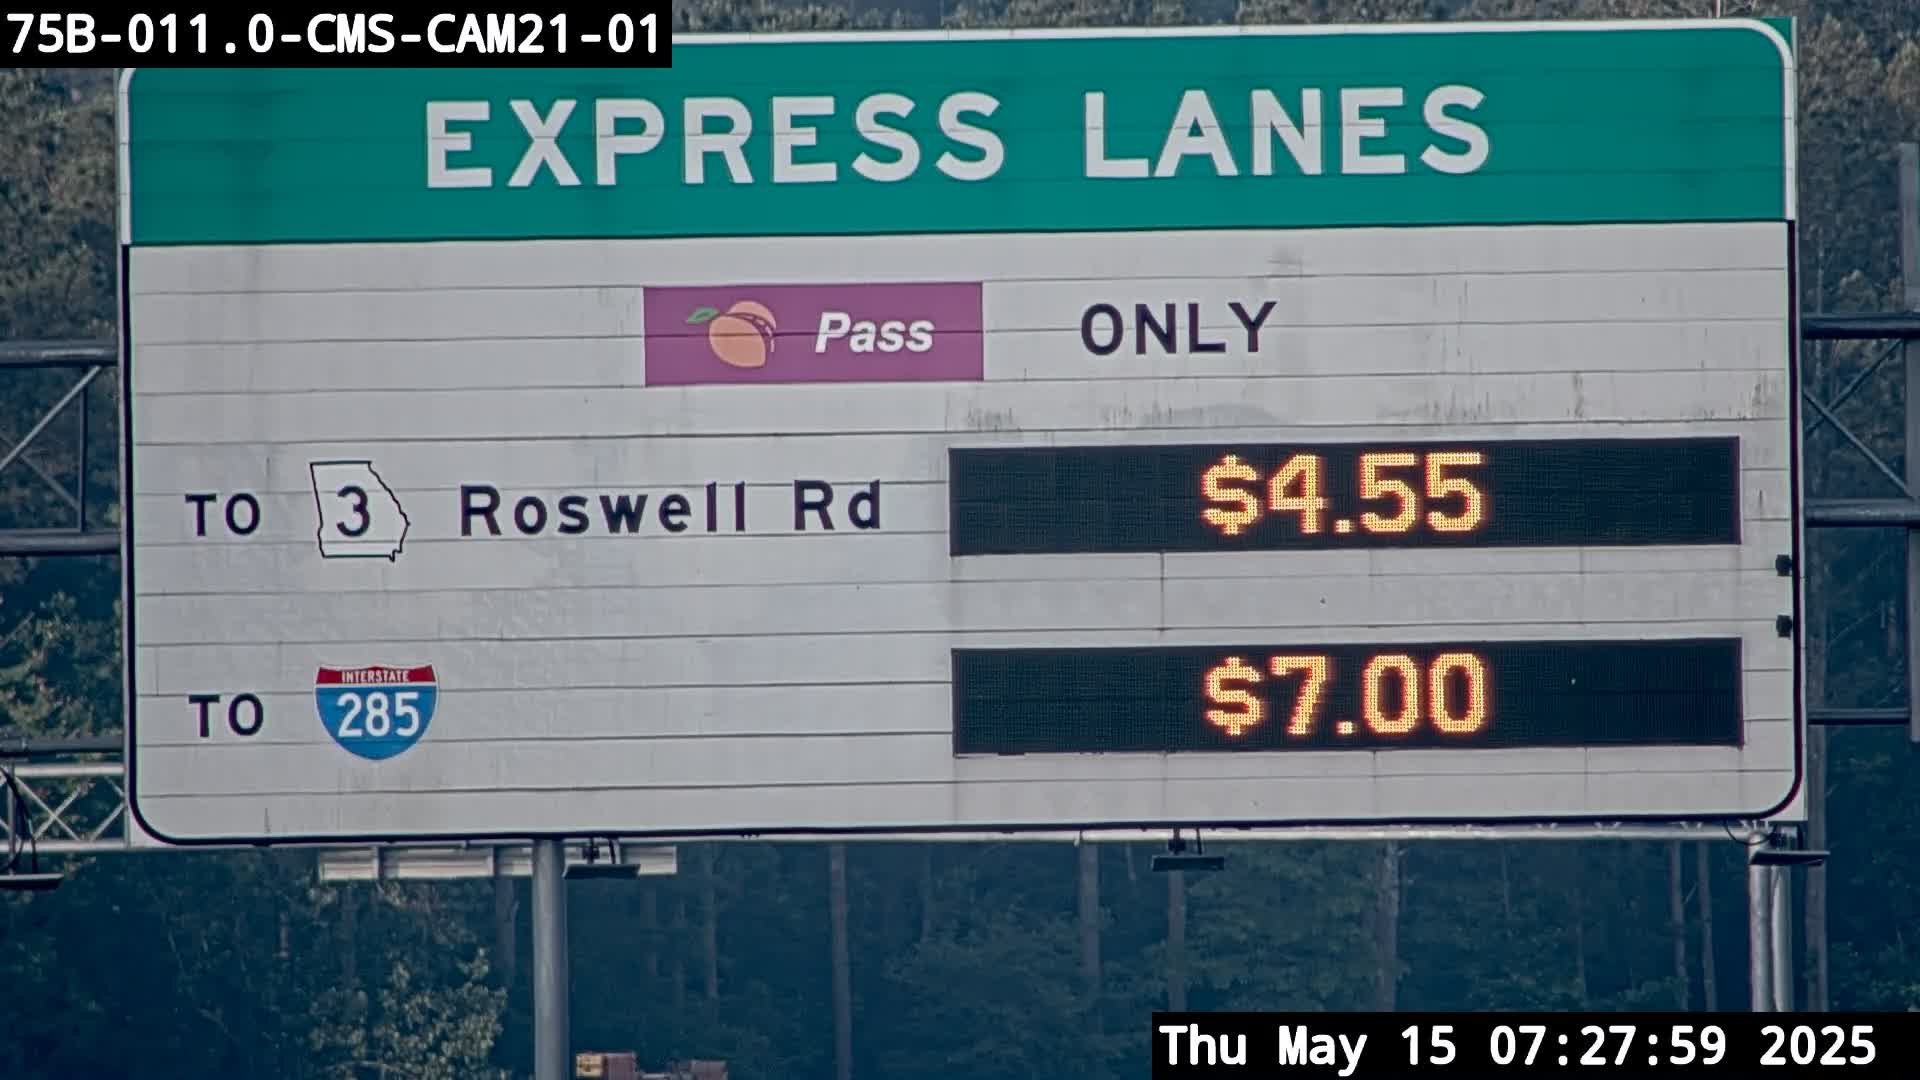 75B-011.0-CMS-CAM21-01
EXPRESS LANES
Pass ONLY
TO 3 Roswell Rd $4.55
TO INTERSTATE 285 $7.00
Thu May 15 07:27:59 2025